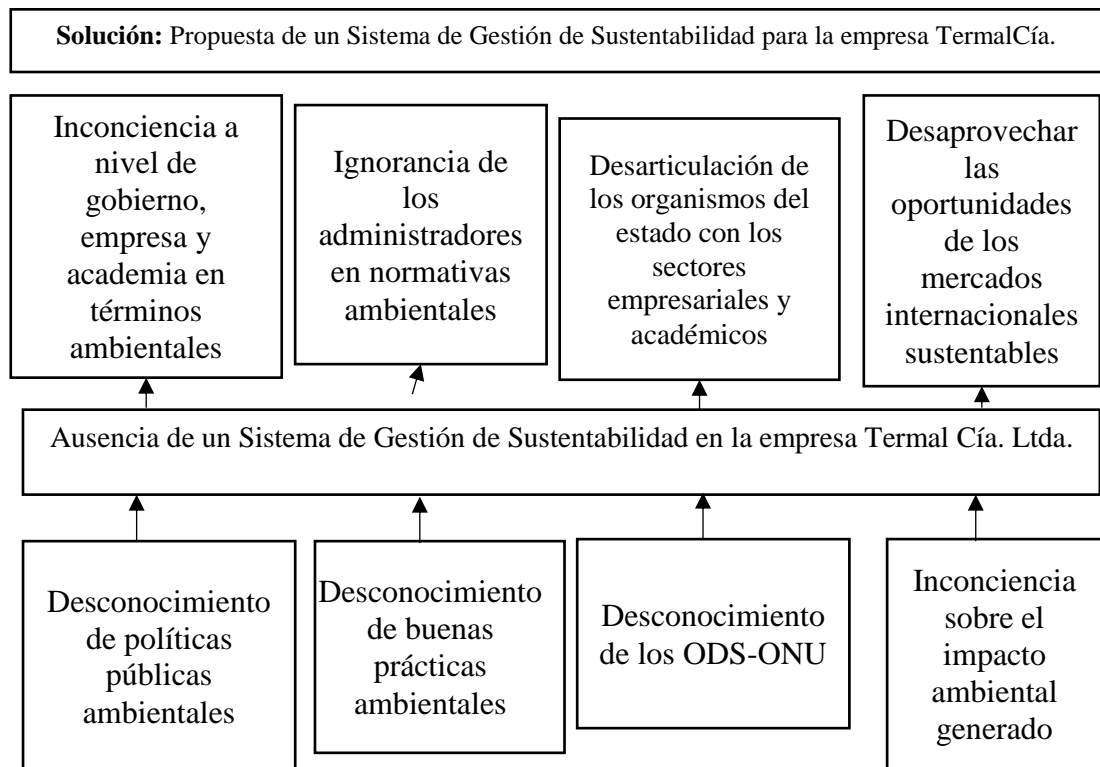 Solución: Propuesta de un Sistema de Gestión de Sustentabilidad para la empresa TermalCía.
Inconciencia a
nivel de
gobierno,
empresa y
academia en
términos
ambientales
Ignorancia de
los
administradores
en normativas
ambientales
Desarticulación de
los organismos del
estado con los
sectores
empresariales y
académicos
Desaprovechar
las
oportunidades
de los
mercados
internacionales
sustentables
Ausencia de un Sistema de Gestión de Sustentabilidad en la empresa Termal Cía. Ltda.
Desconocimiento
de políticas
públicas
ambientales
Desconocimiento
de buenas
prácticas
ambientales
Desconocimiento
de los ODS-ONU
Inconciencia
sobre el
impacto
ambiental
generado